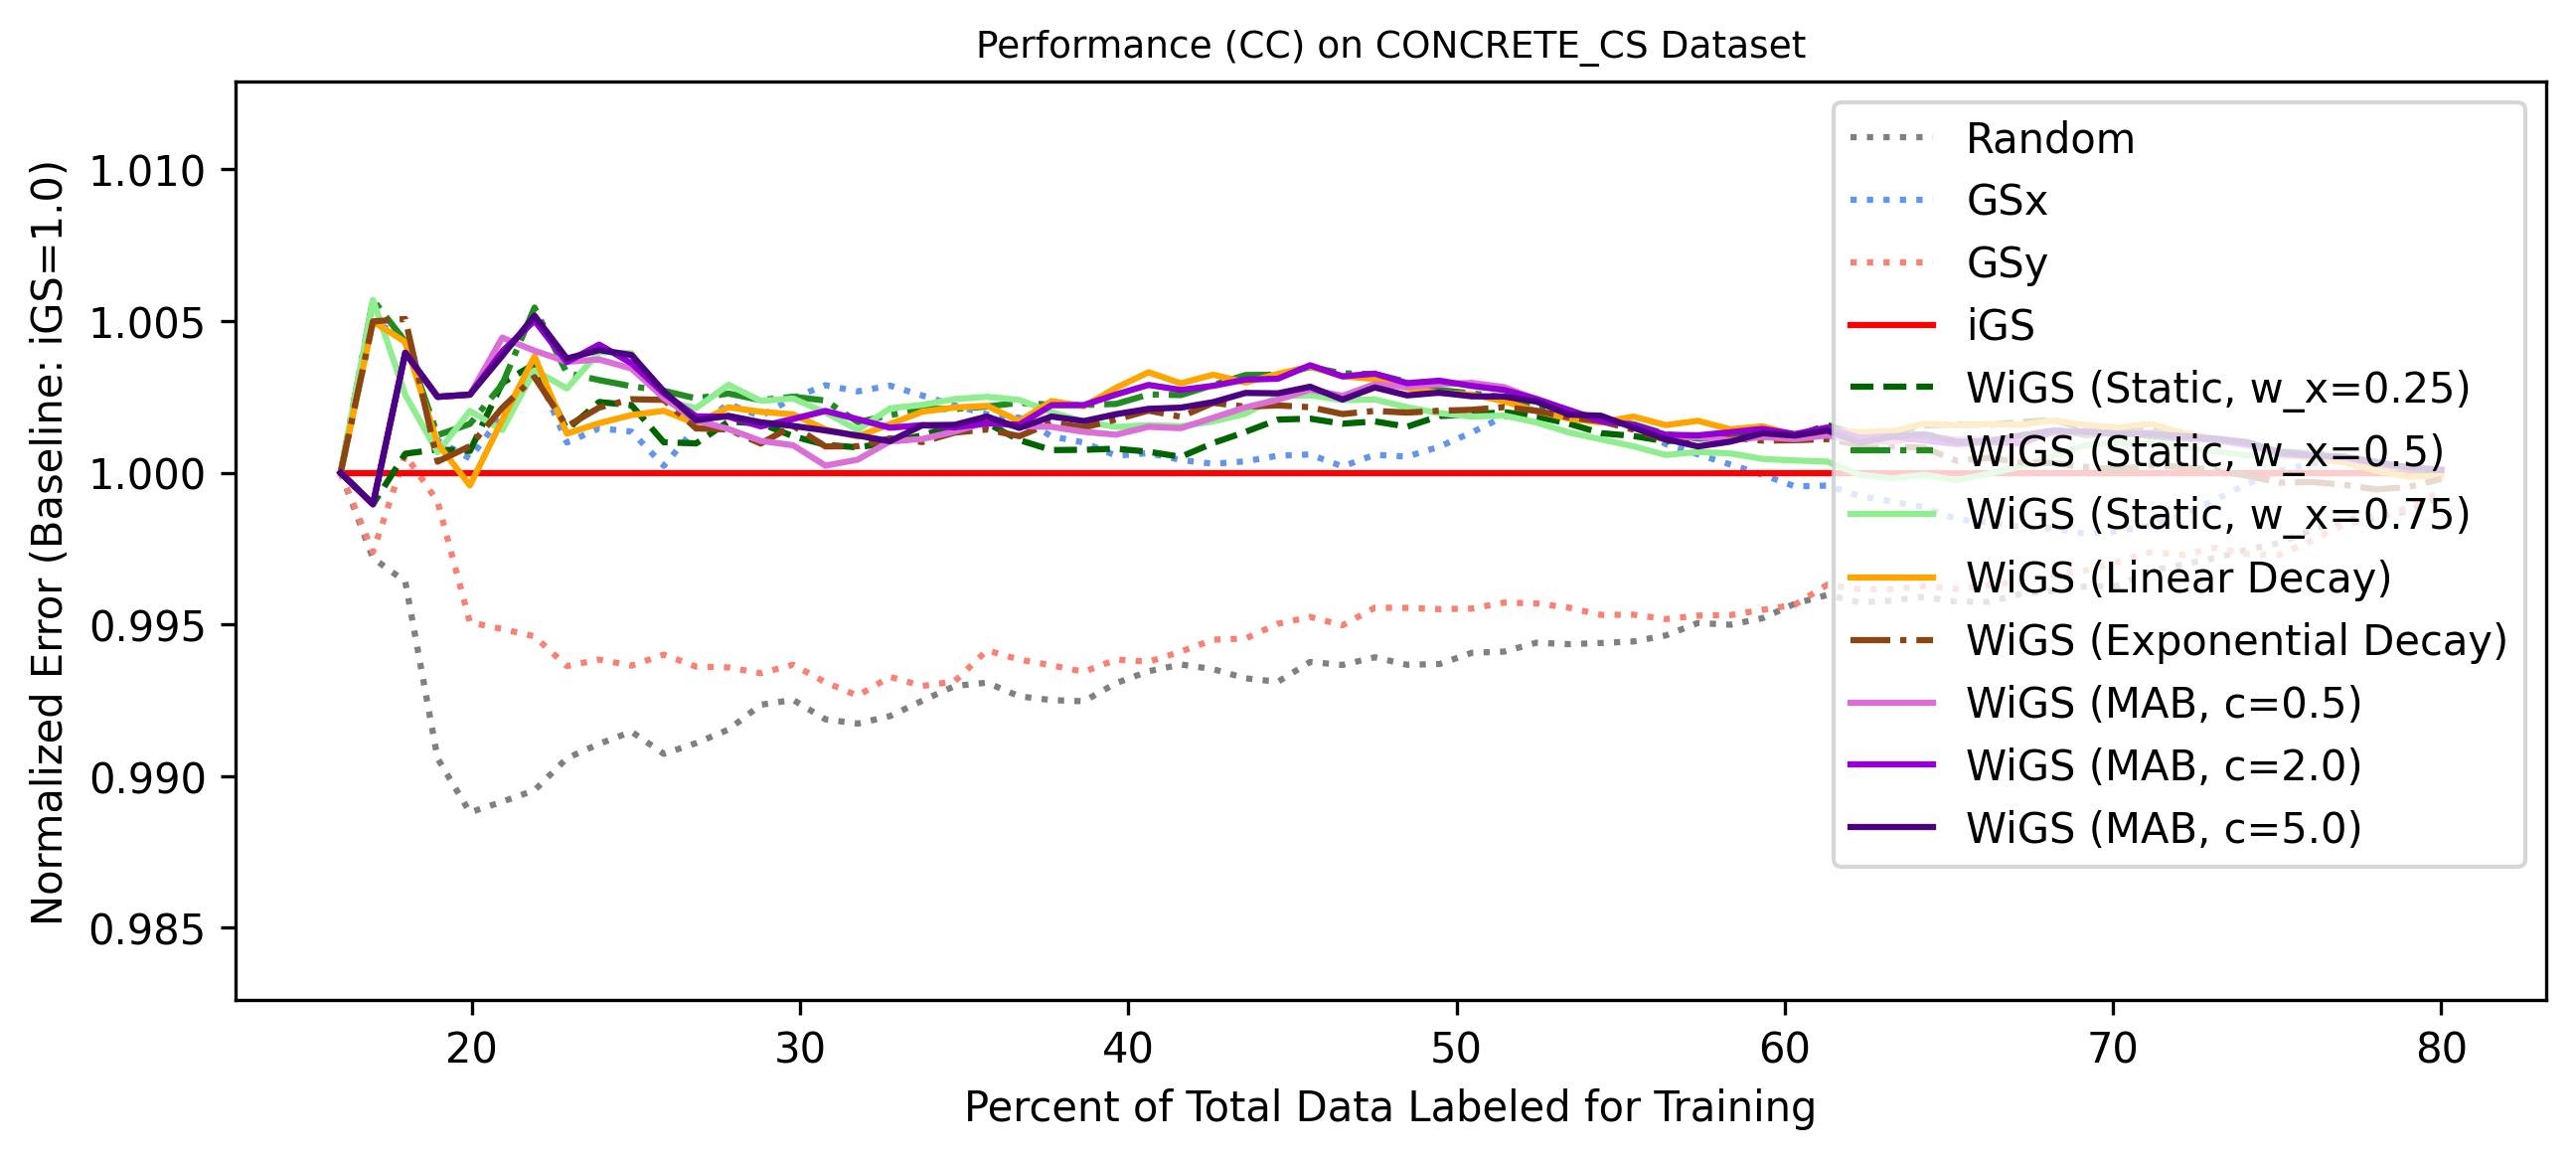 Performance (CC) on CONCRETE_CS Dataset
Normalized Error (Baseline: iGS=1.0)
1.010
1.005
1.000
0.995
0.990
0.985
Random
GSx
GSy
iGS
WiGS (Static, w_x=0.25)
WiGS (Static, w_x=0.5)
WiGS (Static, w_x=0.75)
WiGS (Linear Decay)
WiGS (Exponential Decay)
WiGS (MAB, c=0.5)
WiGS (MAB, c=2.0)
WiGS (MAB, c=5.0)
20 30 40 50 60 70 80
Percent of Total Data Labeled for Training